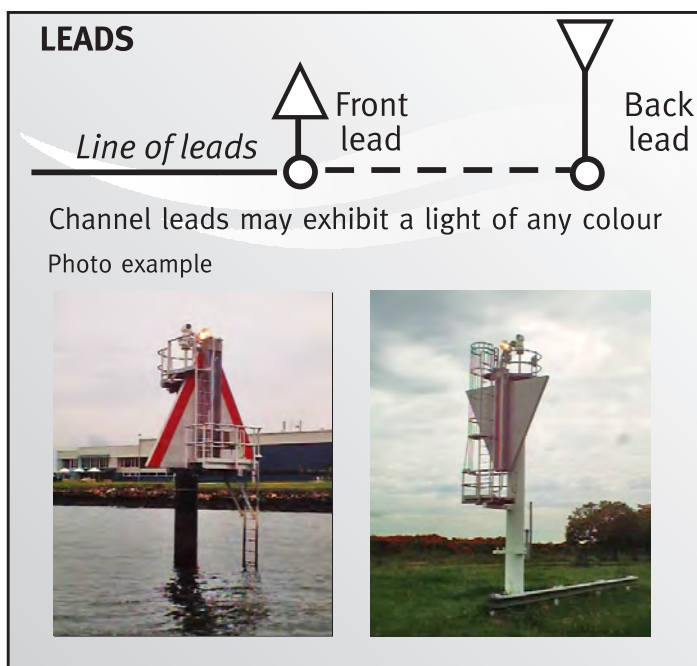 LEADS
Front
lead
Back
lead
Line of leads
Channel leads may exhibit a light of any colour
Photo example